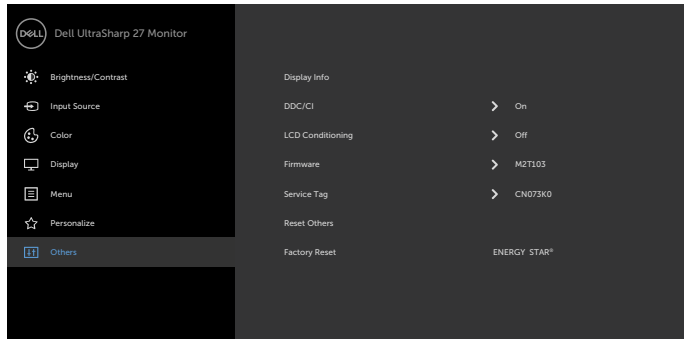 DELL Dell UltraSharp 27 Monitor
Brightness/Contrast
Input Source
Color
Display
Menu
Personalize
Others
Display Info
DDC/CI > On
LCD Conditioning > Off
Firmware > M2T103
Service Tag > CN073K0
Reset Others
Factory Reset ENERGY STAR®